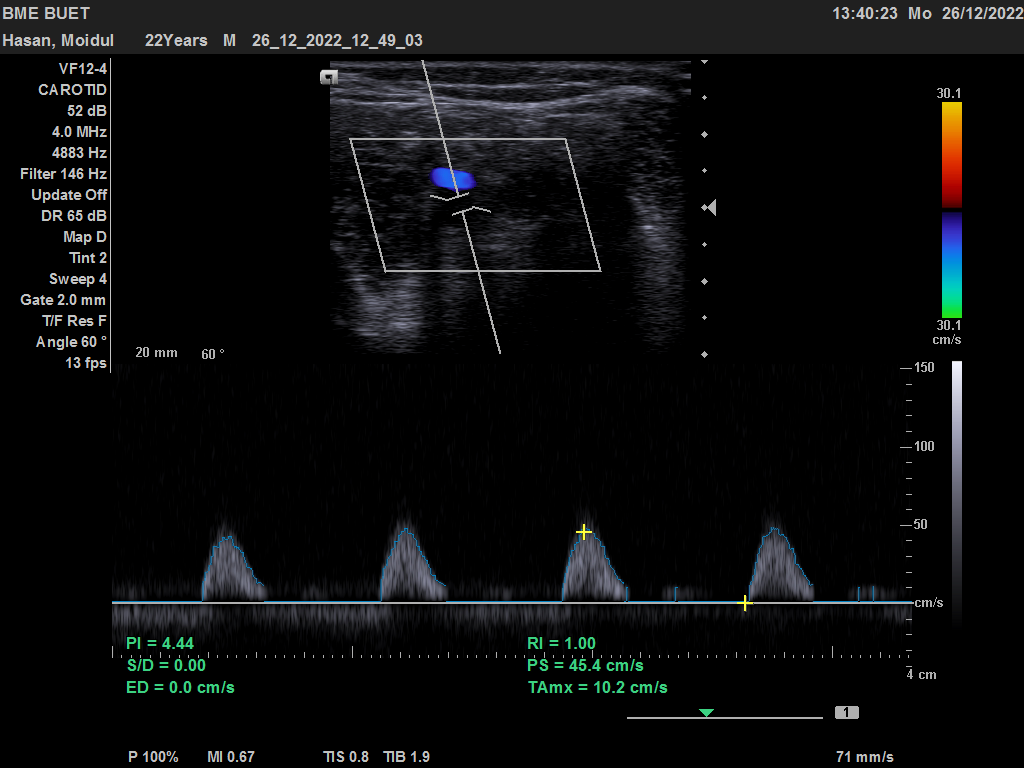 BME BUET
13:40:23 Mo 26/12/2022
Hasan, Moidul 22Years M 26_12_2022_12_49_03
VF12-4
CAROTID
52 dB
4.0 MHz
4883 Hz
Filter 146 Hz
Update Off
DR 65 dB
Map D
Tint 2
Sweep 4
Gate 2.0 mm
T/F Res F
Angle 60 °
13 fps
20 mm 60 °
30.1
30.1
cm/s
150
100
50
cm/s
4 cm
PI = 4.44
S/D = 0.00
ED = 0.0 cm/s
RI = 1.00
PS = 45.4 cm/s
TAmx = 10.2 cm/s
1
P 100% MI 0.67 TIS 0.8 TIB 1.9 71 mm/s